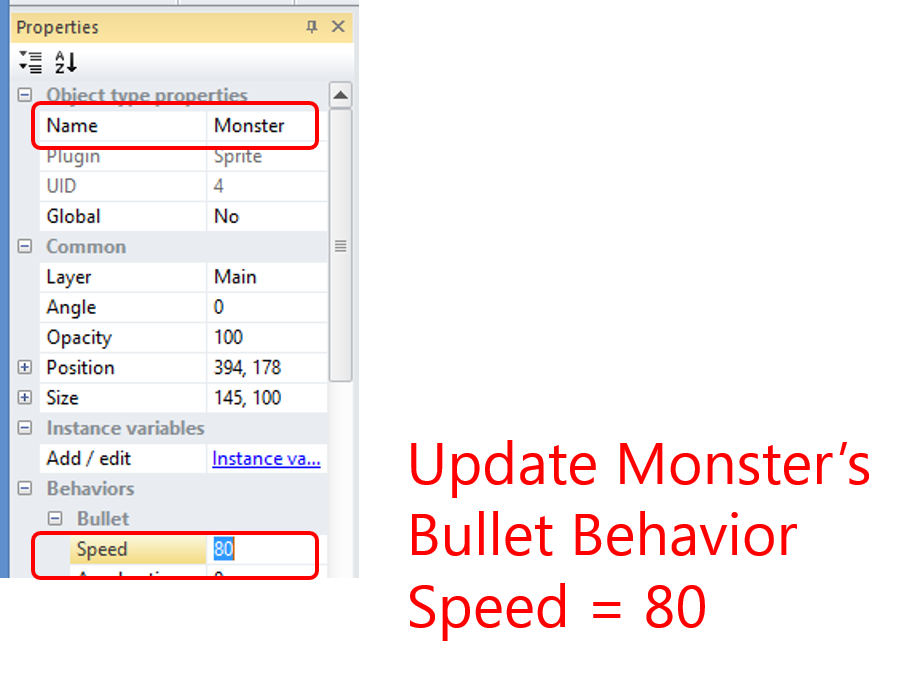 Properties
Object type properties
Name Monster
Plugin Sprite
UID 4
Global No
Common
Layer Main
Angle 0
Opacity 100
Position 394, 178
Size 145, 100
Instance variables
Add / edit Instance va...
Behaviors
Bullet
Speed 80
Update Monster’s
Bullet Behavior
Speed = 80